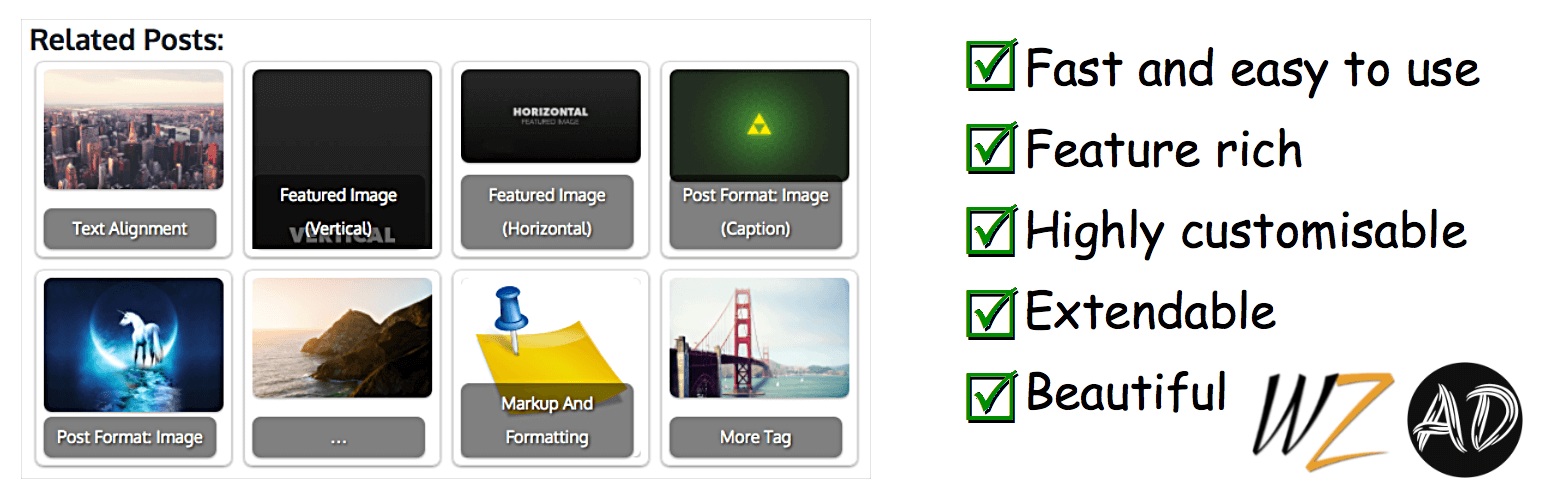 Related Posts:
HORIZONTAL
FEATURED IMAGE
VERTICAL
Text Alignment
Featured Image
(Vertical)
Featured Image
(Horizontal)
Post Format: Image
(Caption)
Post Format: Image
...
Markup And
Formatting
More Tag
Fast and easy to use
Feature rich
Highly customisable
Extendable
Beautiful
WZ
AD